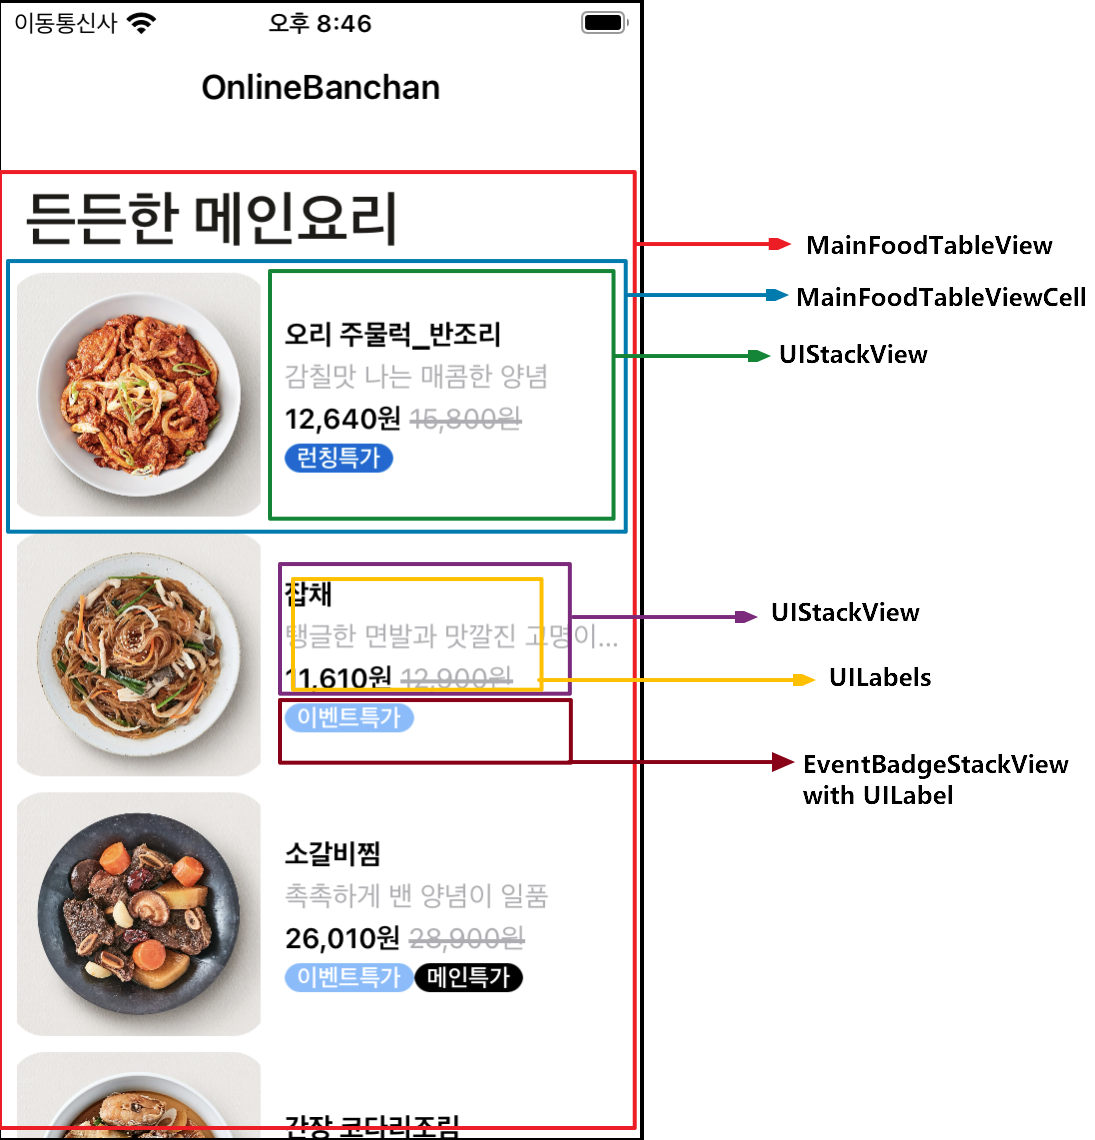 이동통신사 오후 8:46
OnlineBanchan
든든한 메인요리
MainFoodTableView
MainFoodTableViewCell
UIStackView
오리 주물럭_반조리
감칠맛 나는 매콤한 양념
12,640원 15,800원
런칭특가
잡채
탱글한 면발과 맛깔진 고명이...
11,610원 12,900원
이벤트특가
UIStackView
UILabels
EventBadgeStackView
with UILabel
소갈비찜
촉촉하게 밴 양념이 일품
26,010원 28,900원
이벤트특가 메인특가
간장 코다리조림